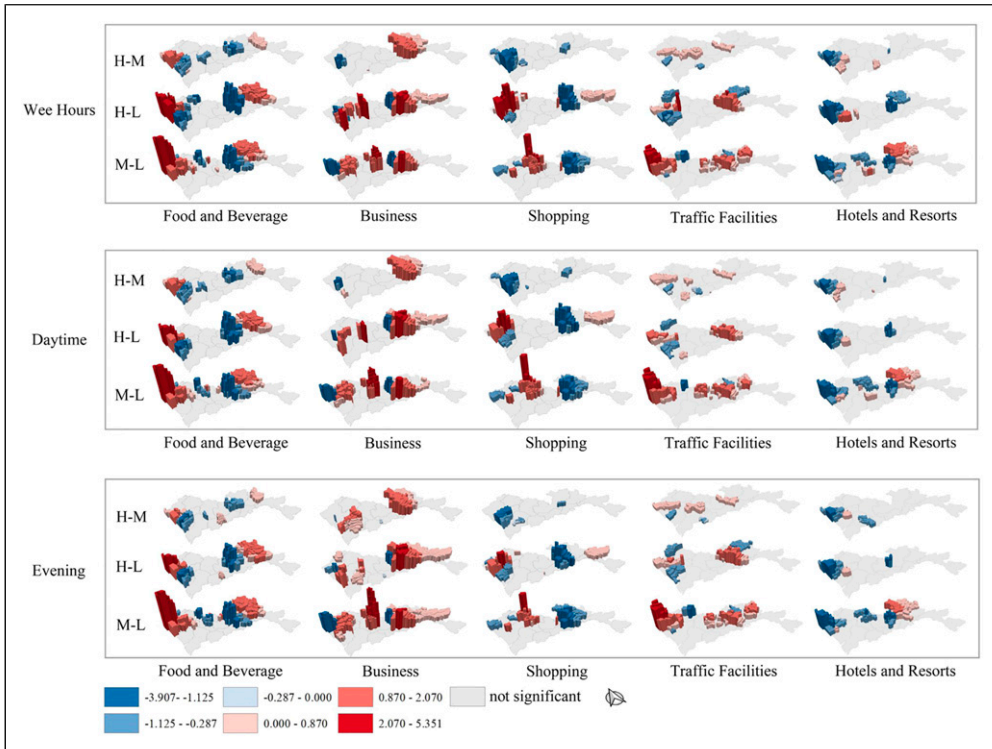 H-M
Wee Hours
H-L
M-L
Food and Beverage Business Shopping Traffic Facilities Hotels and Resorts
H-M
Daytime
H-L
M-L
Food and Beverage Business Shopping Traffic Facilities Hotels and Resorts
H-M
Evening
H-L
M-L
Food and Beverage Business Shopping Traffic Facilities Hotels and Resorts
-3.907- -1.125 -0.287 - 0.000 0.870 - 2.070 not significant
-1.125 - -0.287 0.000 - 0.870 2.070 - 5.351